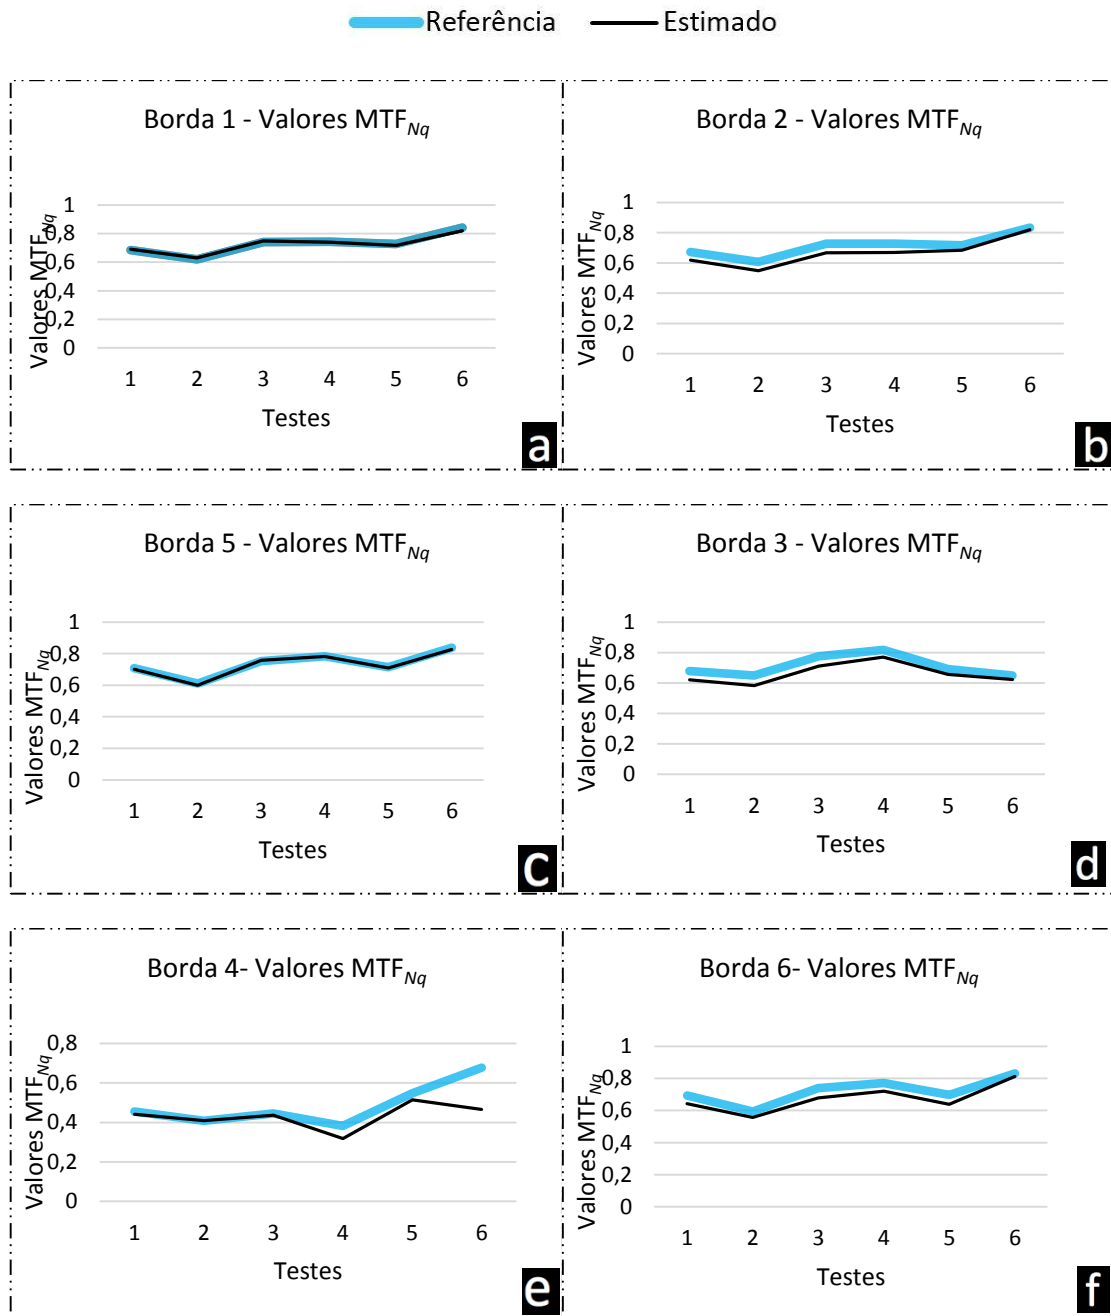 Referência Estimado
Borda 1 - Valores MTFNq
Valores MTFNq
1
0,8
0,6
0,4
0,2
0
1 2 3 4 5 6
Testes
a
Borda 2 - Valores MTFNq
Valores MTFNq
1
0,8
0,6
0,4
0,2
0
1 2 3 4 5 6
Testes
b
Borda 5 - Valores MTFNq
Valores MTFNq
1
0,8
0,6
0,4
0,2
0
1 2 3 4 5 6
Testes
c
Borda 3 - Valores MTFNq
Valores MTFNq
1
0,8
0,6
0,4
0,2
0
1 2 3 4 5 6
Testes
d
Borda 4- Valores MTFNq
Valores MTFNq
0,8
0,6
0,4
0,2
0
1 2 3 4 5 6
Testes
e
Borda 6- Valores MTFNq
Valores MTFNq
1
0,8
0,6
0,4
0,2
0
1 2 3 4 5 6
Testes
f